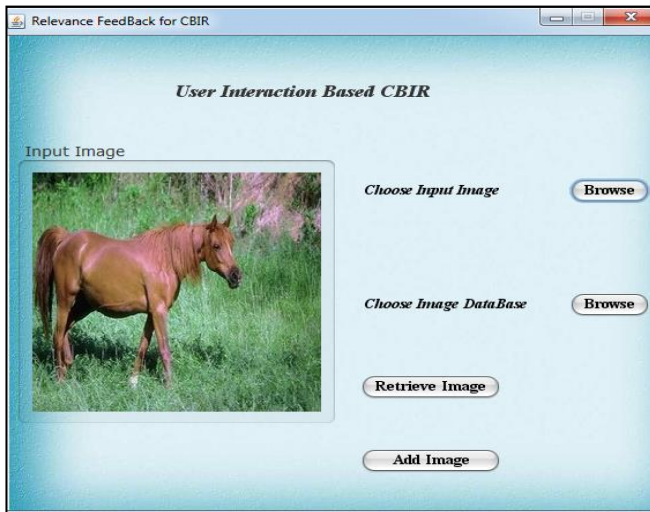 Relevance FeedBack for CBIR
User Interaction Based CBIR
Input Image
Choose Input Image
Browse
Choose Image DataBase
Browse
Retrieve Image
Add Image